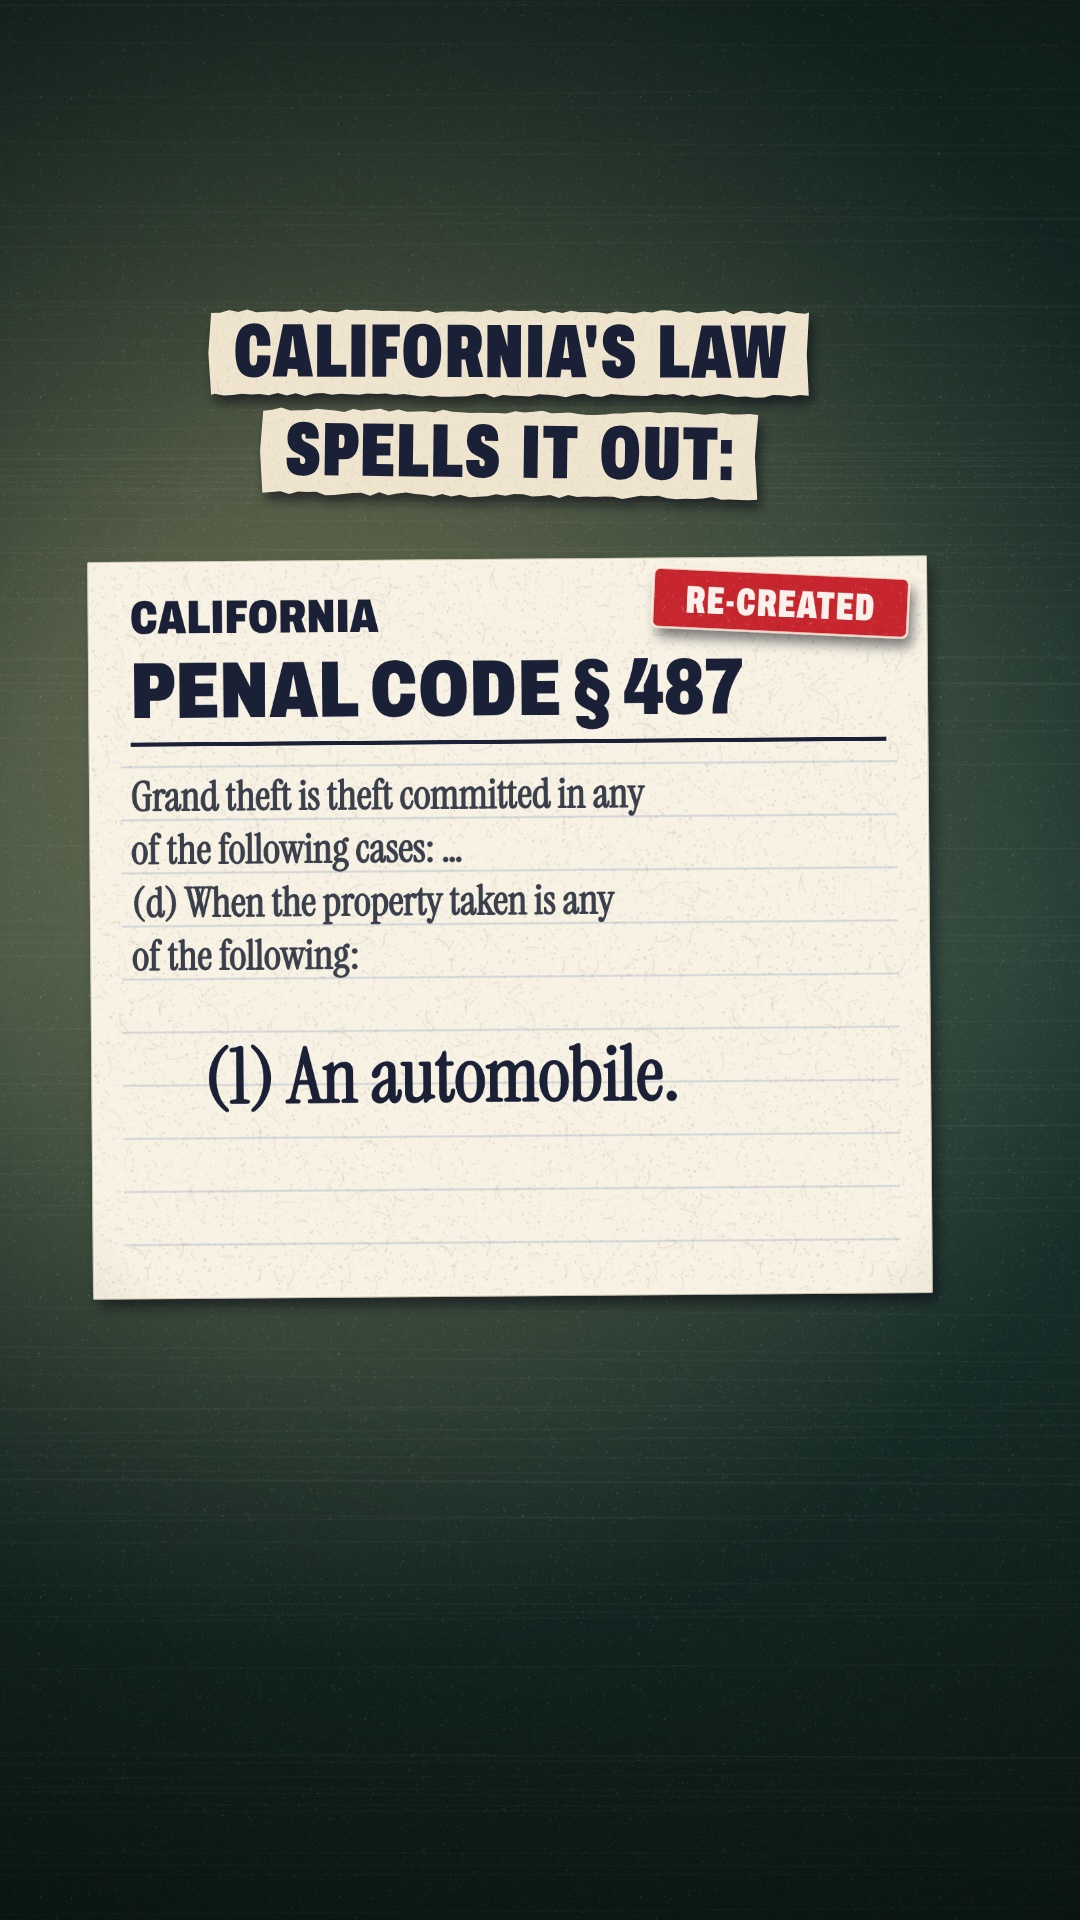 CALIFORNIA'S LAW
SPELLS IT OUT:
RE-CREATED
CALIFORNIA
PENAL CODE § 487
Grand theft is theft committed in any
of the following cases: ...
(d) When the property taken is any
of the following:
(1) An automobile.